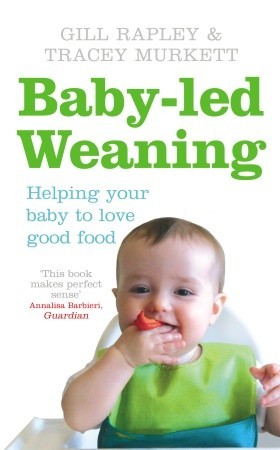 GILL RAPLEY &
TRACEY MURKETT
Baby-led
Weaning
Helping your
baby to love
good food
'This book
makes perfect
sense'
Annalisa Barbieri,
Guardian